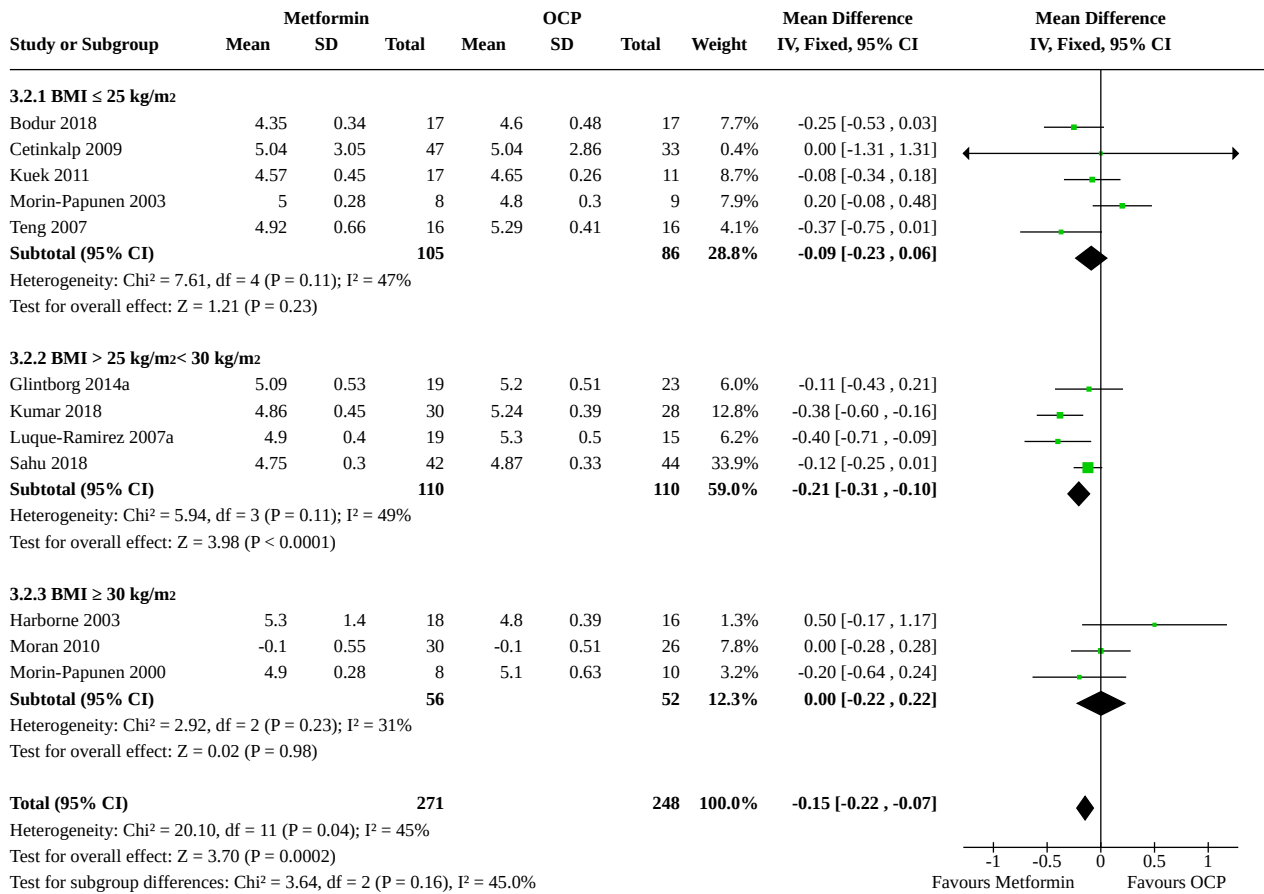 Metformin OCP Mean Difference Mean Difference
Study or Subgroup Mean SD Total Mean SD Total Weight IV, Fixed, 95% CI IV, Fixed, 95% CI
3.2.1 BMI ≤ 25 kg/m2
Bodur 2018 4.35 0.34 17 4.6 0.48 17 7.7% -0.25 [-0.53 , 0.03]
Cetinkalp 2009 5.04 3.05 47 5.04 2.86 33 0.4% 0.00 [-1.31 , 1.31]
Kuek 2011 4.57 0.45 17 4.65 0.26 11 8.7% -0.08 [-0.34 , 0.18]
Morin-Papunen 2003 5 0.28 8 4.8 0.3 9 7.9% 0.20 [-0.08 , 0.48]
Teng 2007 4.92 0.66 16 5.29 0.41 16 4.1% -0.37 [-0.75 , 0.01]
Subtotal (95% CI) 105 86 28.8% -0.09 [-0.23 , 0.06]
Heterogeneity: Chi² = 7.61, df = 4 (P = 0.11); I² = 47%
Test for overall effect: Z = 1.21 (P = 0.23)
3.2.2 BMI > 25 kg/m2< 30 kg/m2
Glintborg 2014a 5.09 0.53 19 5.2 0.51 23 6.0% -0.11 [-0.43 , 0.21]
Kumar 2018 4.86 0.45 30 5.24 0.39 28 12.8% -0.38 [-0.60 , -0.16]
Luque-Ramirez 2007a 4.9 0.4 19 5.3 0.5 15 6.2% -0.40 [-0.71 , -0.09]
Sahu 2018 4.75 0.3 42 4.87 0.33 44 33.9% -0.12 [-0.25 , 0.01]
Subtotal (95% CI) 110 110 59.0% -0.21 [-0.31 , -0.10]
Heterogeneity: Chi² = 5.94, df = 3 (P = 0.11); I² = 49%
Test for overall effect: Z = 3.98 (P < 0.0001)
3.2.3 BMI ≥ 30 kg/m2
Harborne 2003 5.3 1.4 18 4.8 0.39 16 1.3% 0.50 [-0.17 , 1.17]
Moran 2010 -0.1 0.55 30 -0.1 0.51 26 7.8% 0.00 [-0.28 , 0.28]
Morin-Papunen 2000 4.9 0.28 8 5.1 0.63 10 3.2% -0.20 [-0.64 , 0.24]
Subtotal (95% CI) 56 52 12.3% 0.00 [-0.22 , 0.22]
Heterogeneity: Chi² = 2.92, df = 2 (P = 0.23); I² = 31%
Test for overall effect: Z = 0.02 (P = 0.98)
Total (95% CI) 271 248 100.0% -0.15 [-0.22 , -0.07]
Heterogeneity: Chi² = 20.10, df = 11 (P = 0.04); I² = 45%
Test for overall effect: Z = 3.70 (P = 0.0002) -1 -0.5 0 0.5 1
Test for subgroup differences: Chi² = 3.64, df = 2 (P = 0.16), I² = 45.0% Favours Metformin Favours OCP